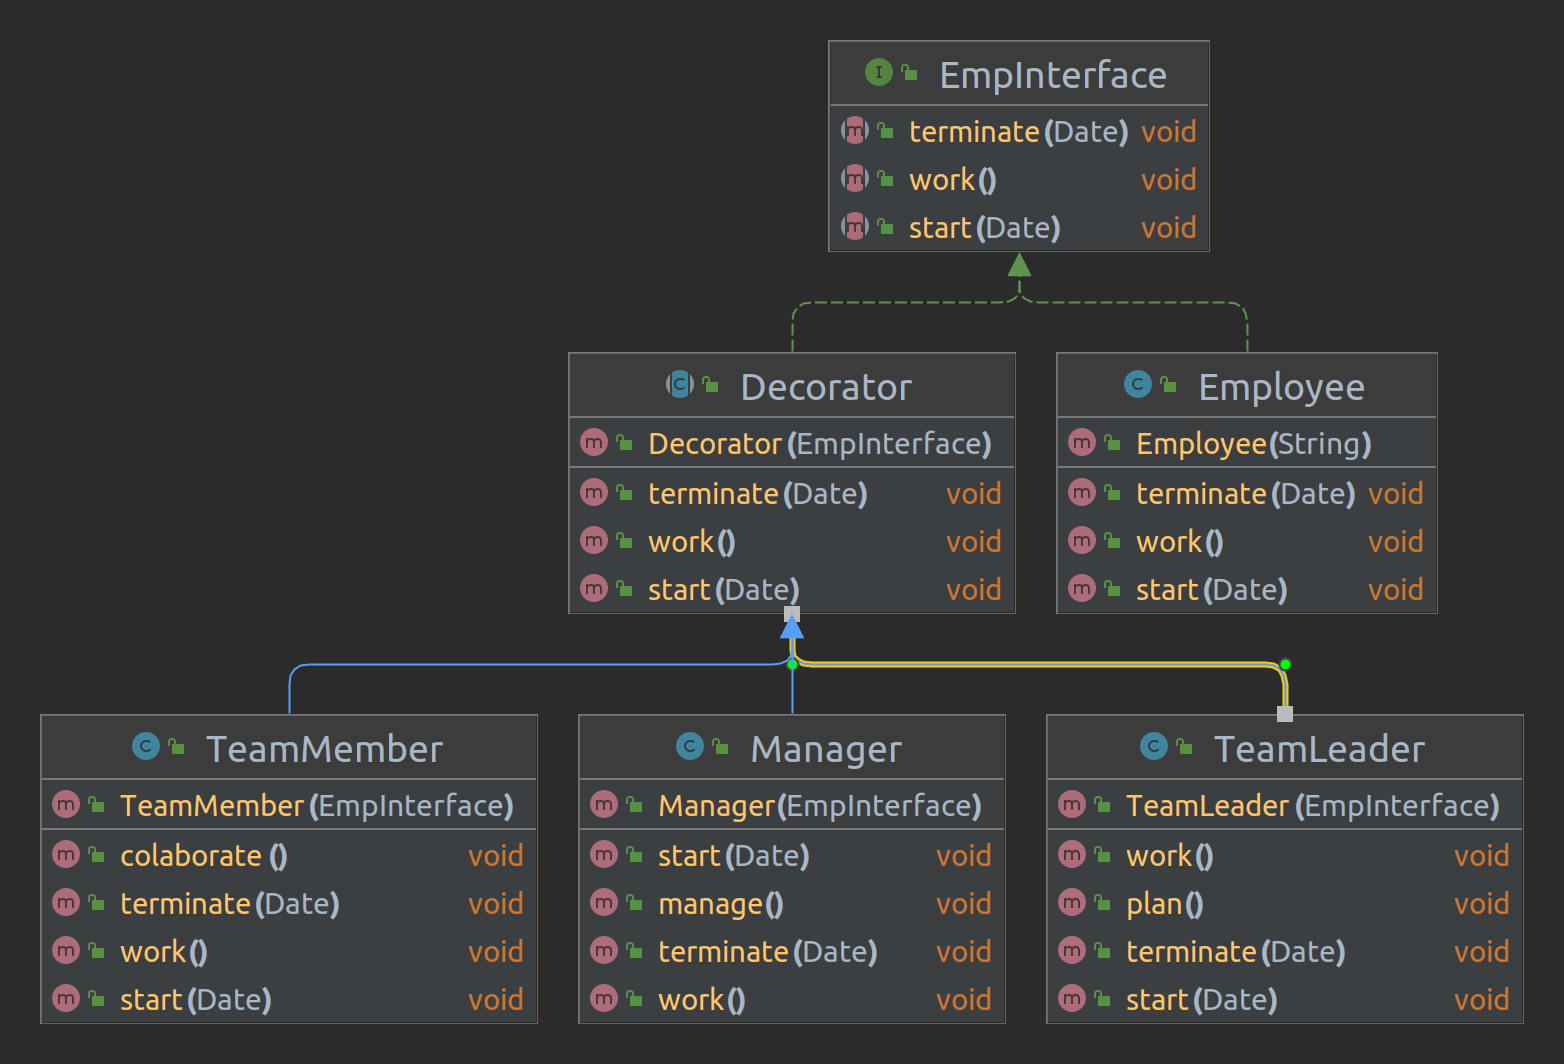 I EmpInterface
m terminate(Date) void
m work() void
m start(Date) void
C Decorator
m Decorator(EmpInterface)
m terminate(Date) void
m work() void
m start(Date) void
C Employee
m Employee(String)
m terminate(Date) void
m work() void
m start(Date) void
C TeamMember
m TeamMember(EmpInterface)
m colaborate() void
m terminate(Date) void
m work() void
m start(Date) void
C Manager
m Manager(EmpInterface)
m start(Date) void
m manage() void
m terminate(Date) void
m work() void
C TeamLeader
m TeamLeader(EmpInterface)
m work() void
m plan() void
m terminate(Date) void
m start(Date) void